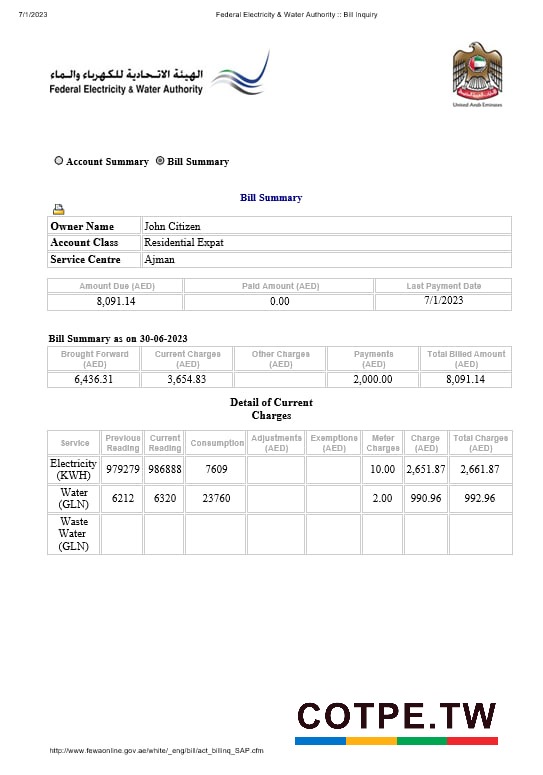 7/1/2023 Federal Electricity & Water Authority :: Bill Inquiry
الهيئة الاتحادية للكهرباء والماء
Federal Electricity & Water Authority
United Arab Emirates
Account Summary Bill Summary
Bill Summary
Owner Name John Citizen
Account Class Residential Expat
Service Centre Ajman
Amount Due (AED) Paid Amount (AED) Last Payment Date
8,091.14 0.00 7/1/2023
Bill Summary as on 30-06-2023
Brought Forward (AED) Current Charges (AED) Other Charges (AED) Payments (AED) Total Billed Amount (AED)
6,436.31 3,654.83 2,000.00 8,091.14
Detail of Current
Charges
Service Previous Reading Current Reading Consumption Adjustments (AED) Exemptions (AED) Meter Charges Charge (AED) Total Charges (AED)
Electricity (KWH) 979279 986888 7609 10.00 2,651.87 2,661.87
Water (GLN) 6212 6320 23760 2.00 990.96 992.96
Waste Water (GLN)
COTPE.TW
http://www.fewaonline.gov.ae/white/_eng/bill/act_billinq_SAP.cfm